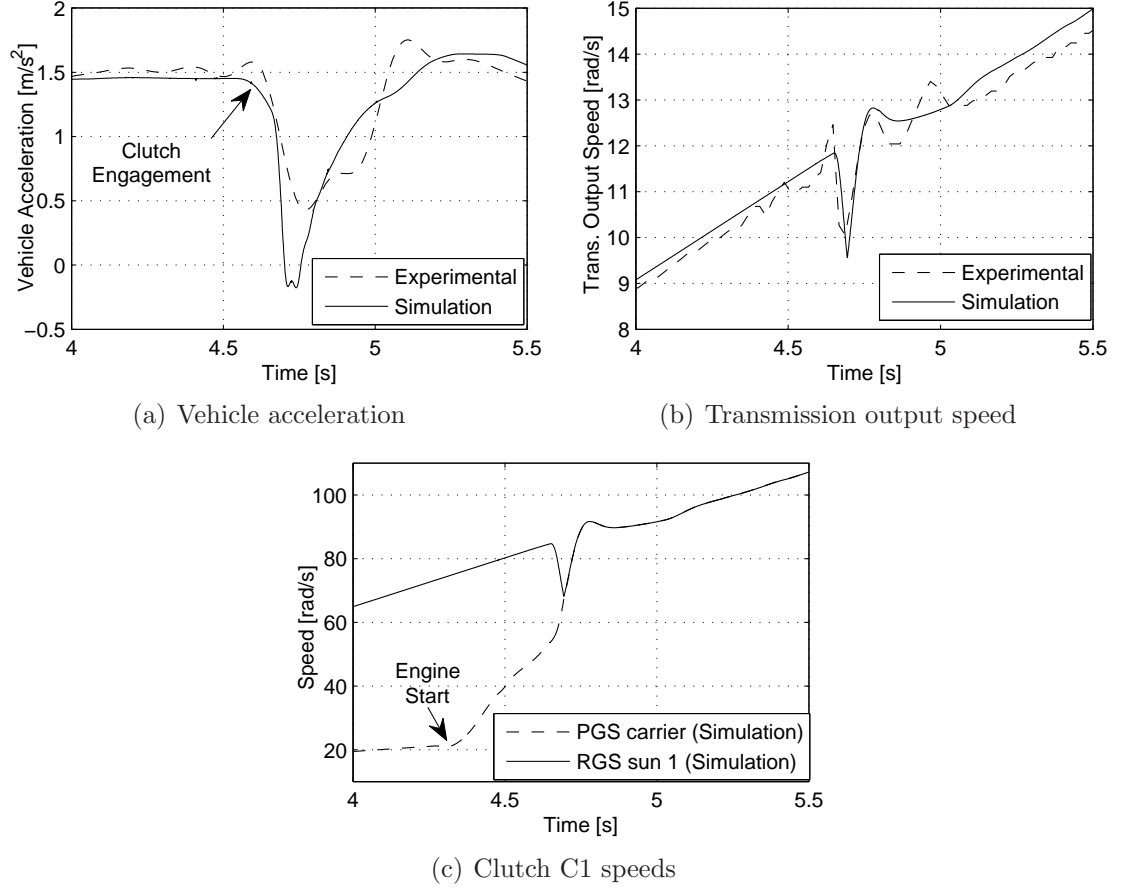 2
1.5
1
0.5
0
−0.5
Vehicle Acceleration [m/s²]
Clutch
Engagement
Experimental
Simulation
4
4.5
5
5.5
Time [s]
(a) Vehicle acceleration
15
14
13
12
11
10
9
8
Trans. Output Speed [rad/s]
Experimental
Simulation
4
4.5
5
5.5
Time [s]
(b) Transmission output speed
100
80
60
40
20
Speed [rad/s]
Engine
Start
PGS carrier (Simulation)
RGS sun 1 (Simulation)
4
4.5
5
5.5
Time [s]
(c) Clutch C1 speeds